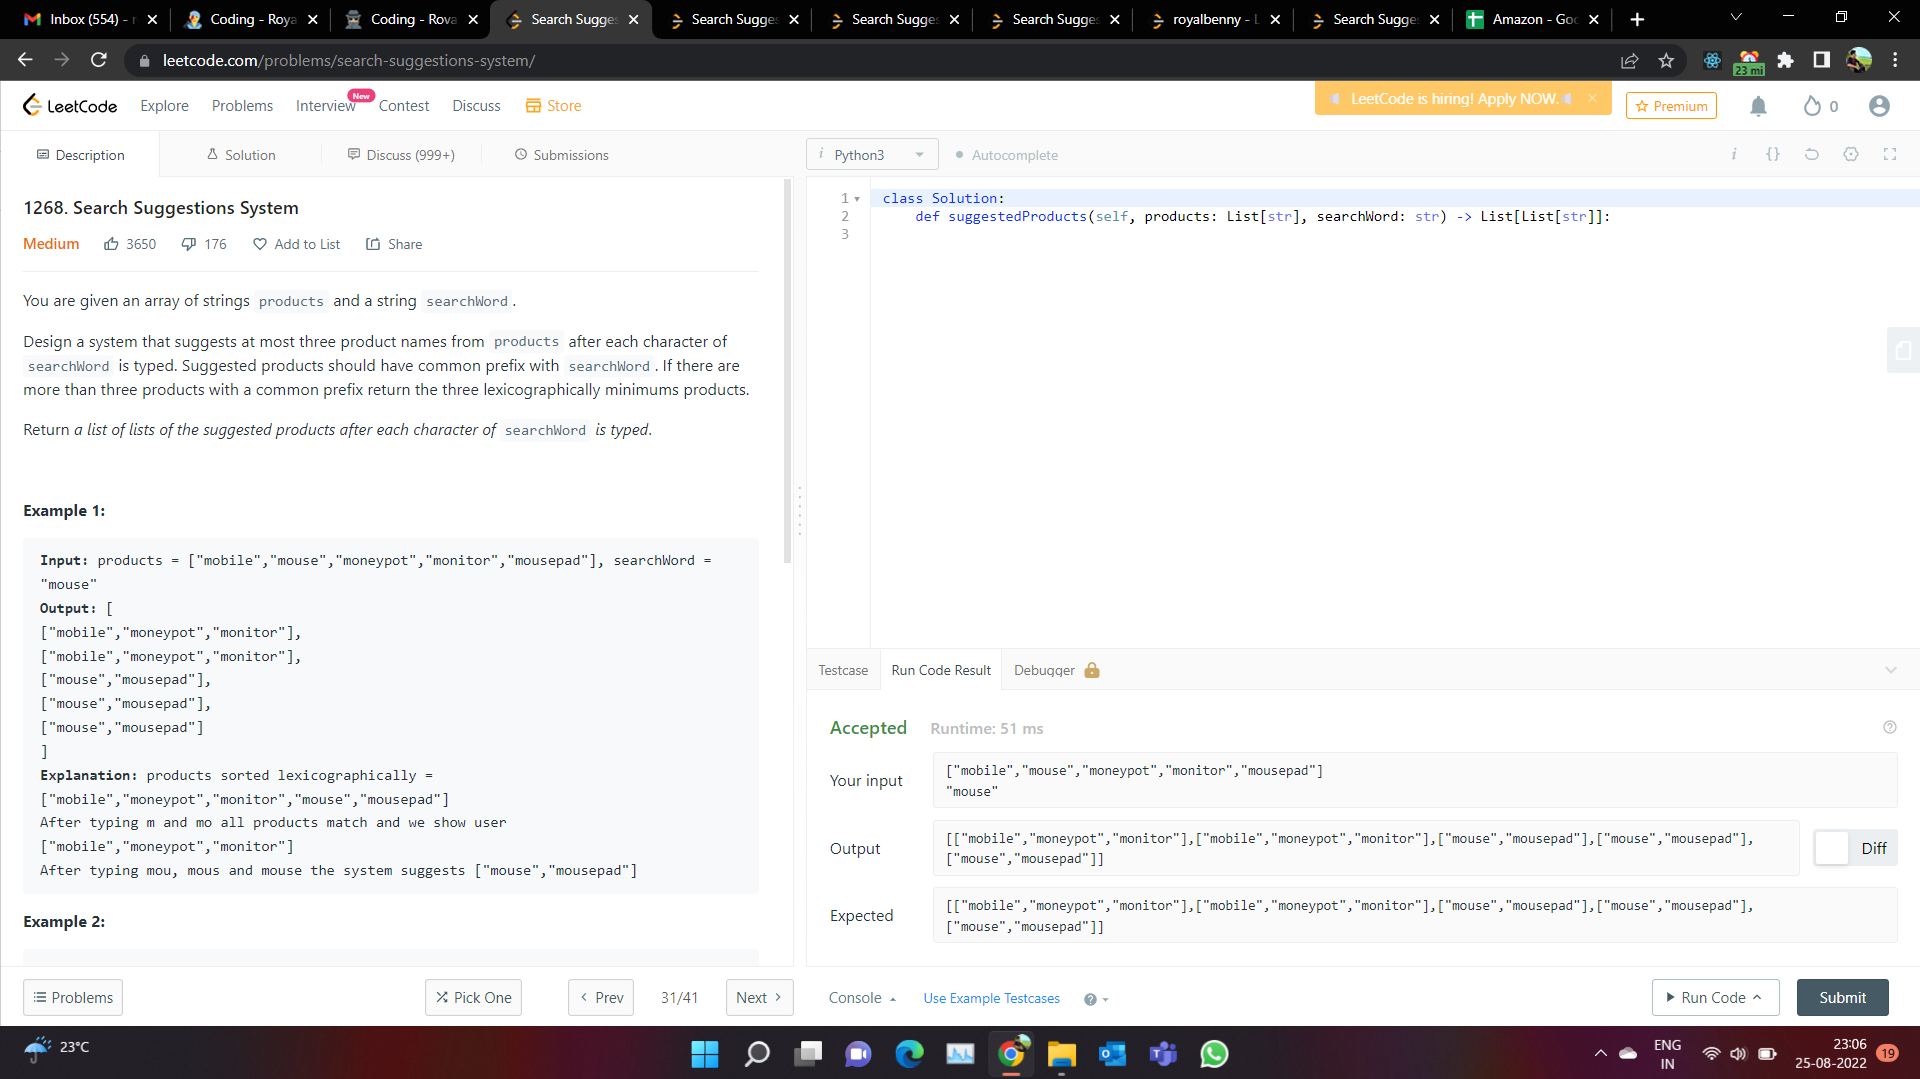 Inbox (554) - r
Coding - Roya
Coding - Rova
Search Sugges
Search Sugges
Search Sugges
Search Sugges
royalbenny - L
Search Sugges
Amazon - Goo
leetcode.com/problems/search-suggestions-system/
23 mi
LeetCode
Explore
Problems
Interview
New
Contest
Discuss
Store
LeetCode is hiring! Apply NOW.
Premium
0
Description
Solution
Discuss (999+)
Submissions
i Python3
Autocomplete
i
{}
1268. Search Suggestions System
Medium
3650
176
Add to List
Share
You are given an array of strings products and a string searchWord.
Design a system that suggests at most three product names from products after each character of
searchWord is typed. Suggested products should have common prefix with searchWord. If there are
more than three products with a common prefix return the three lexicographically minimums products.
Return a list of lists of the suggested products after each character of searchWord is typed.
Example 1:
Input: products = ["mobile","mouse","moneypot","monitor","mousepad"], searchWord =
"mouse"
Output: [
["mobile","moneypot","monitor"],
["mobile","moneypot","monitor"],
["mouse","mousepad"],
["mouse","mousepad"],
["mouse","mousepad"]
]
Explanation: products sorted lexicographically =
["mobile","moneypot","monitor","mouse","mousepad"]
After typing m and mo all products match and we show user
["mobile","moneypot","monitor"]
After typing mou, mous and mouse the system suggests ["mouse","mousepad"]
Example 2:
1 class Solution:
2 def suggestedProducts(self, products: List[str], searchWord: str) -> List[List[str]]:
3
Testcase
Run Code Result
Debugger
Accepted
Runtime: 51 ms
Your input
["mobile","mouse","moneypot","monitor","mousepad"]
"mouse"
Output
[["mobile","moneypot","monitor"],["mobile","moneypot","monitor"],["mouse","mousepad"],["mouse","mousepad"],
["mouse","mousepad"]]
Diff
Expected
[["mobile","moneypot","monitor"],["mobile","moneypot","monitor"],["mouse","mousepad"],["mouse","mousepad"],
["mouse","mousepad"]]
Problems
Pick One
Prev
31/41
Next
Console
Use Example Testcases
Run Code
Submit
23°C
ENG
IN
23:06
25-08-2022
19